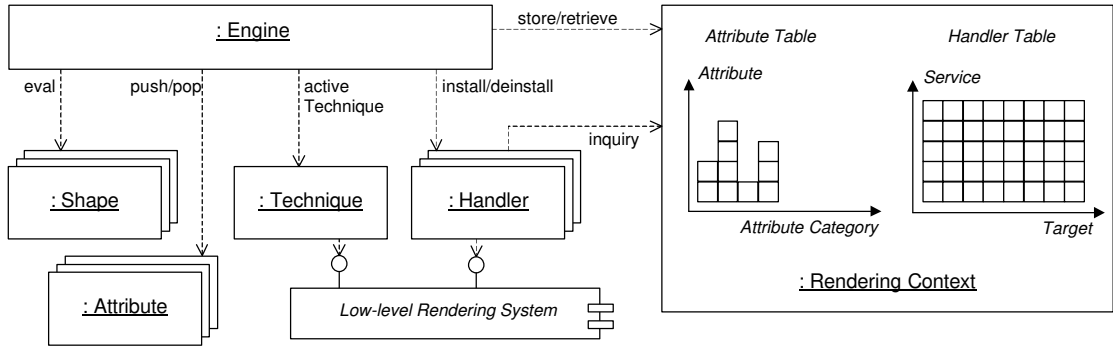 : Engine
store/retrieve
eval
push/pop
active
Technique
install/deinstall
inquiry
: Shape
: Technique
: Handler
: Attribute
Low-level Rendering System
Attribute Table
Handler Table
Attribute
Service
Attribute Category
Target
: Rendering Context